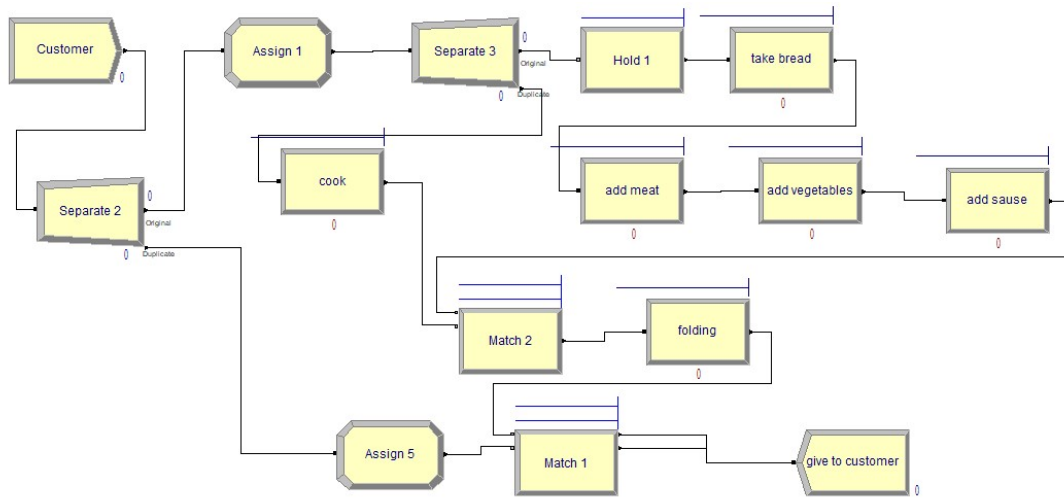 Customer
0
Assign 1
Separate 3
0
Original
0
Duplicate
Hold 1
take bread
0
cook
0
add meat
0
add vegetables
0
add sause
0
Separate 2
0
Original
0
Duplicate
Match 2
folding
0
Assign 5
Match 1
give to customer
0